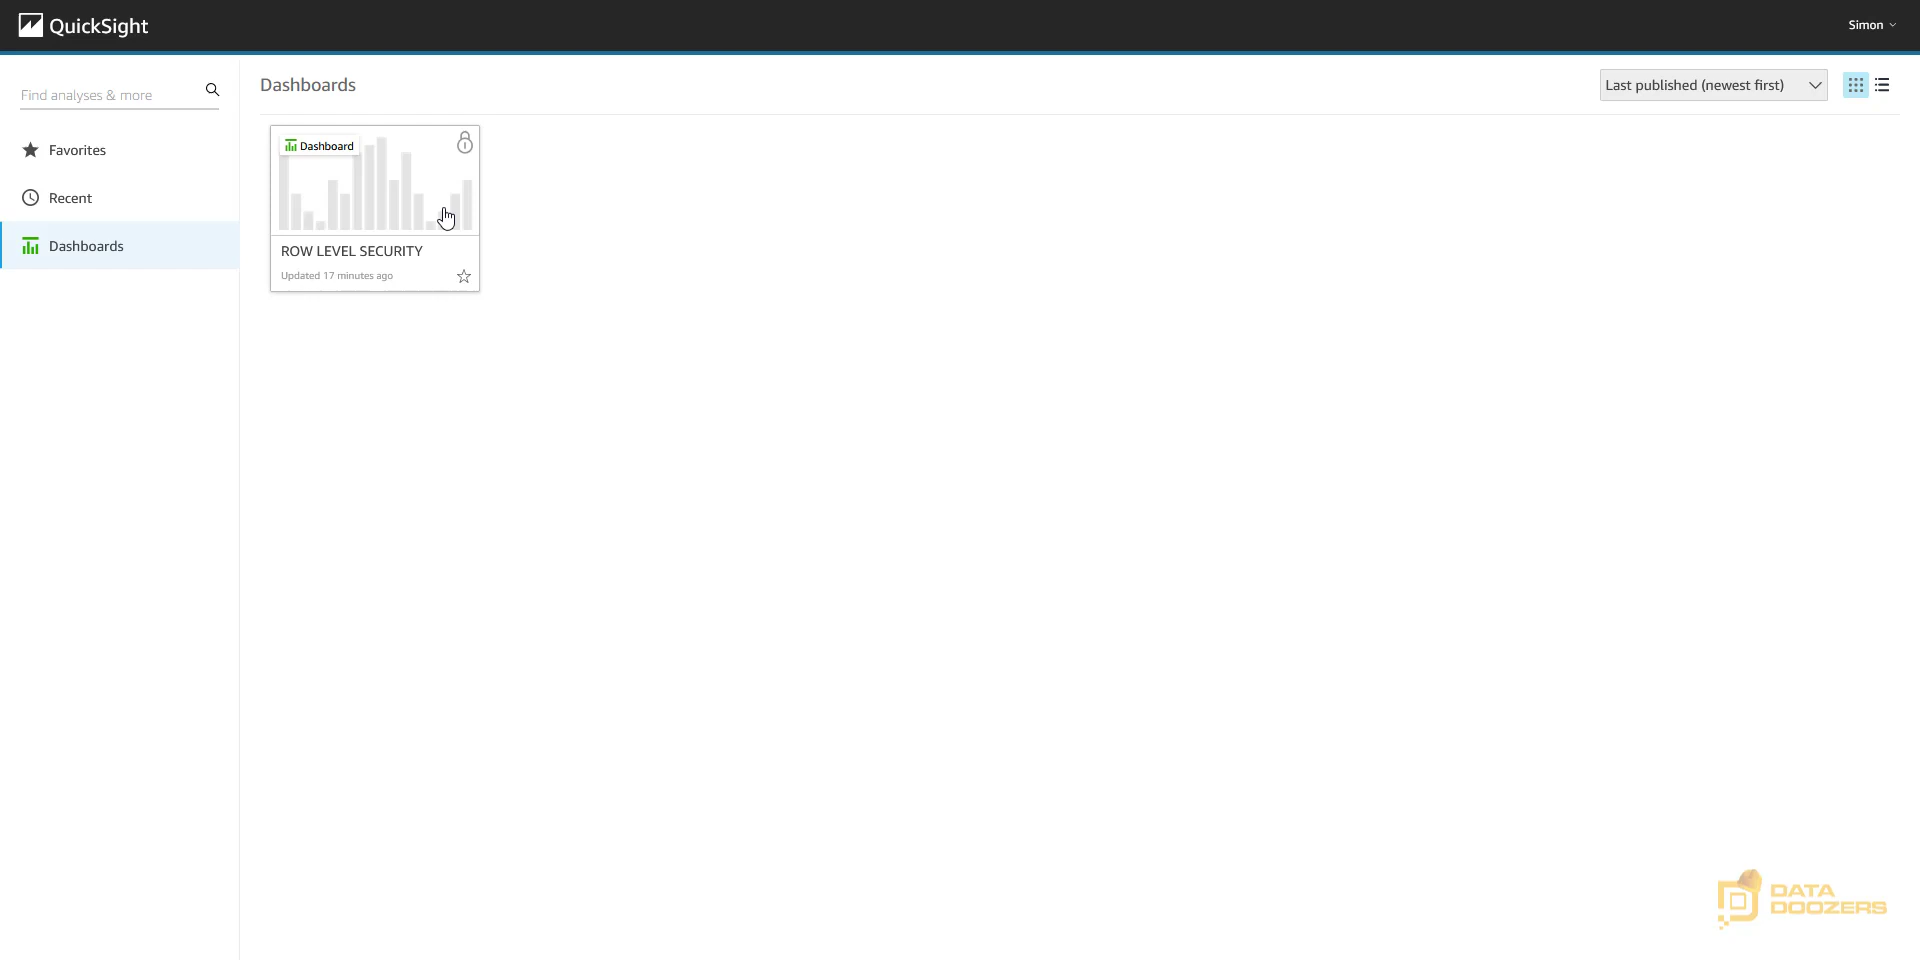 QuickSight
Simon
Find analyses & more
Favorites
Recent
Dashboards
Dashboards
Last published (newest first)
Dashboard
ROW LEVEL SECURITY
Updated 17 minutes ago
DATA
DOOZERS